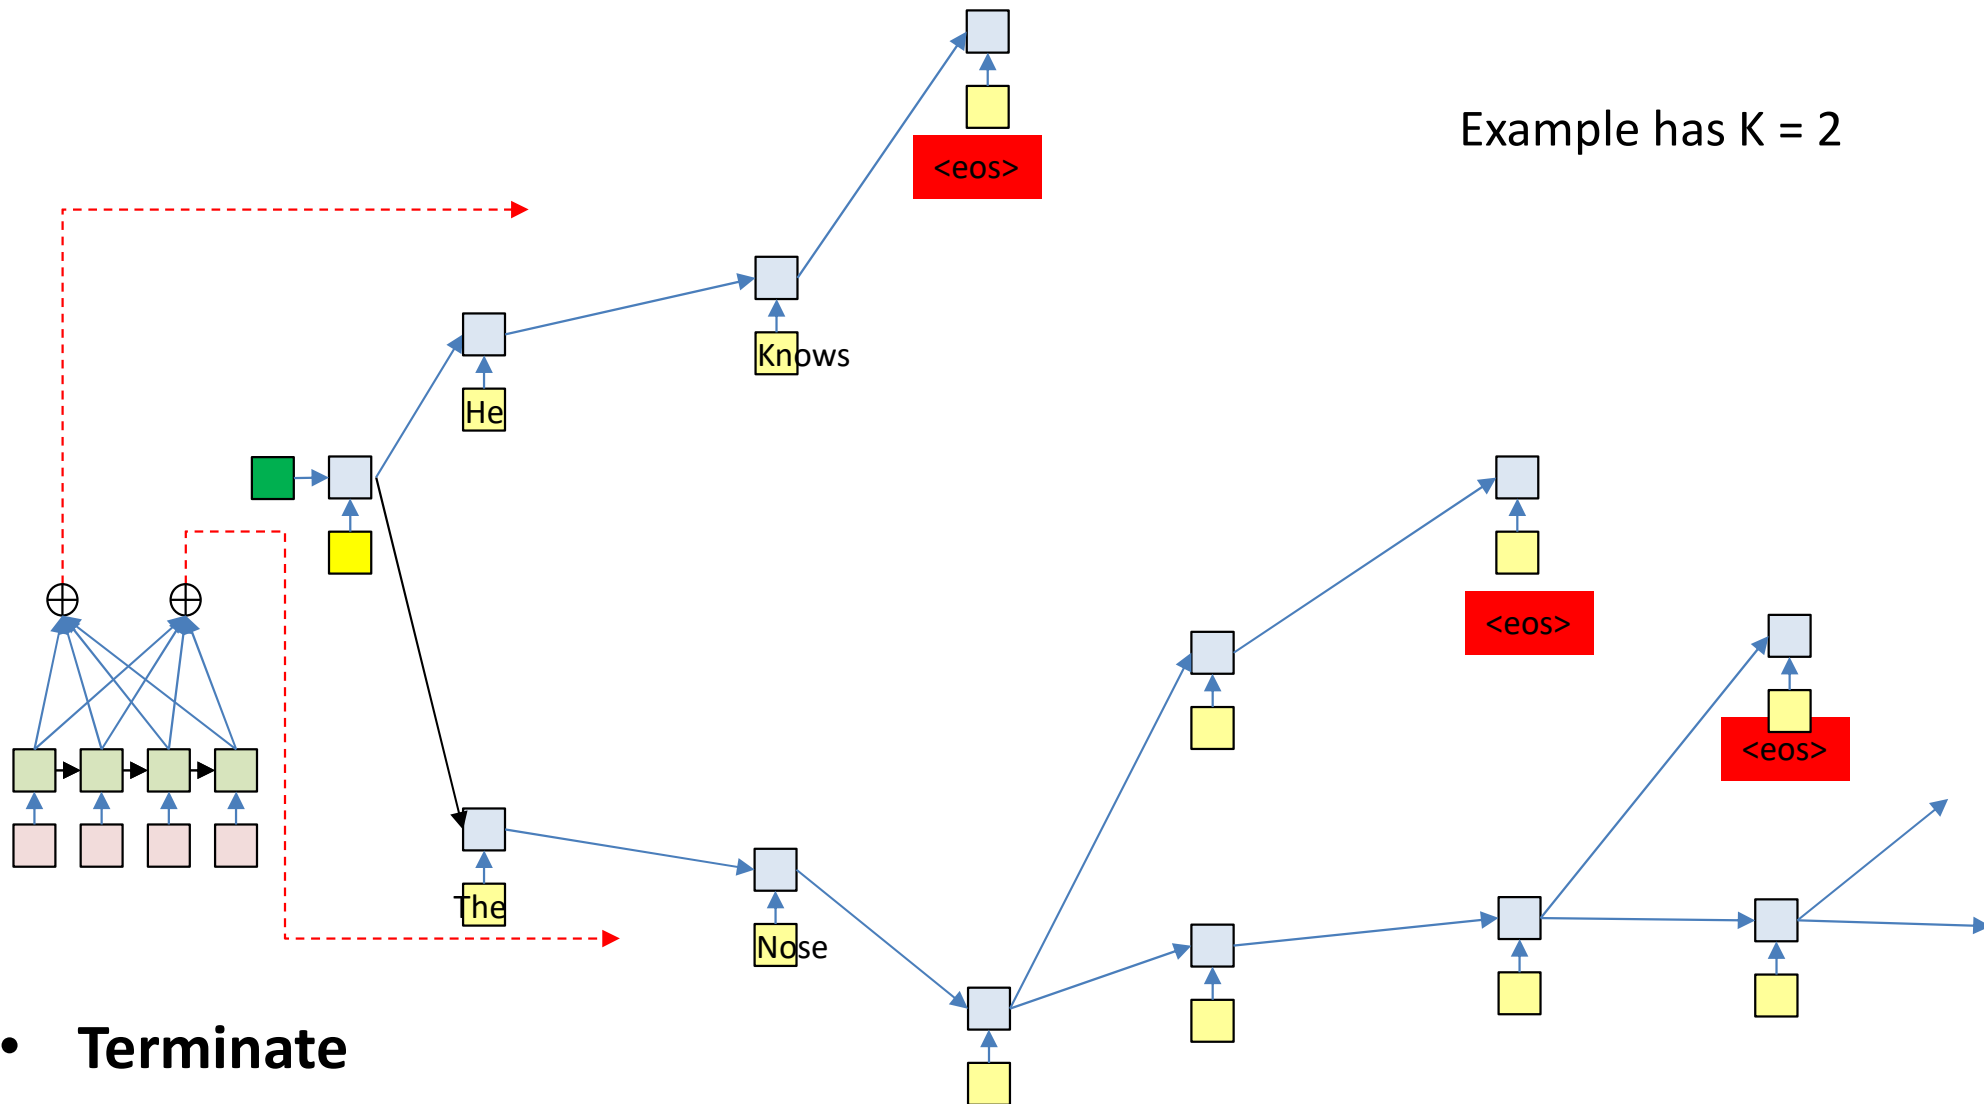 Example has K = 2
<eos>
Knows
He
<eos>
<eos>
The
Nose
• Terminate